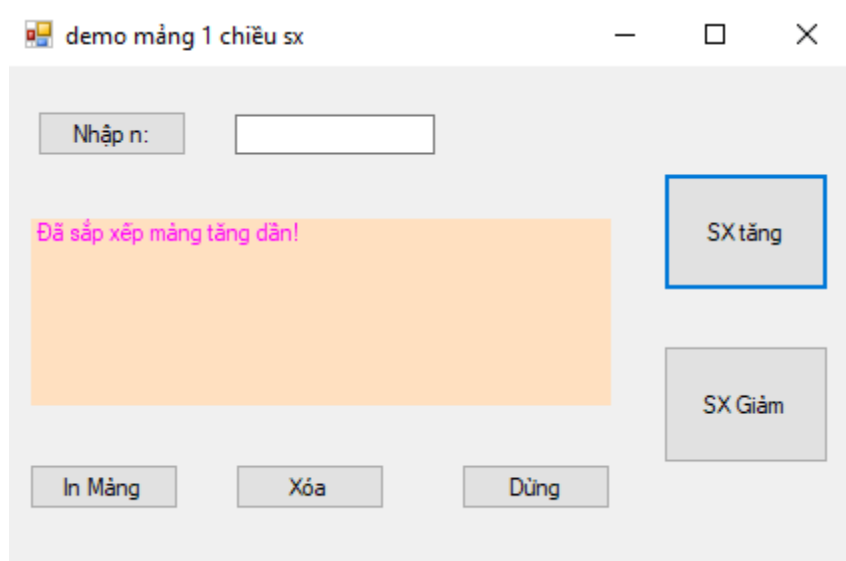 demo mảng 1 chiều sx
Nhập n:
Đã sắp xếp mảng tăng dần!
SX tăng
SX Giảm
In Mảng
Xóa
Dừng